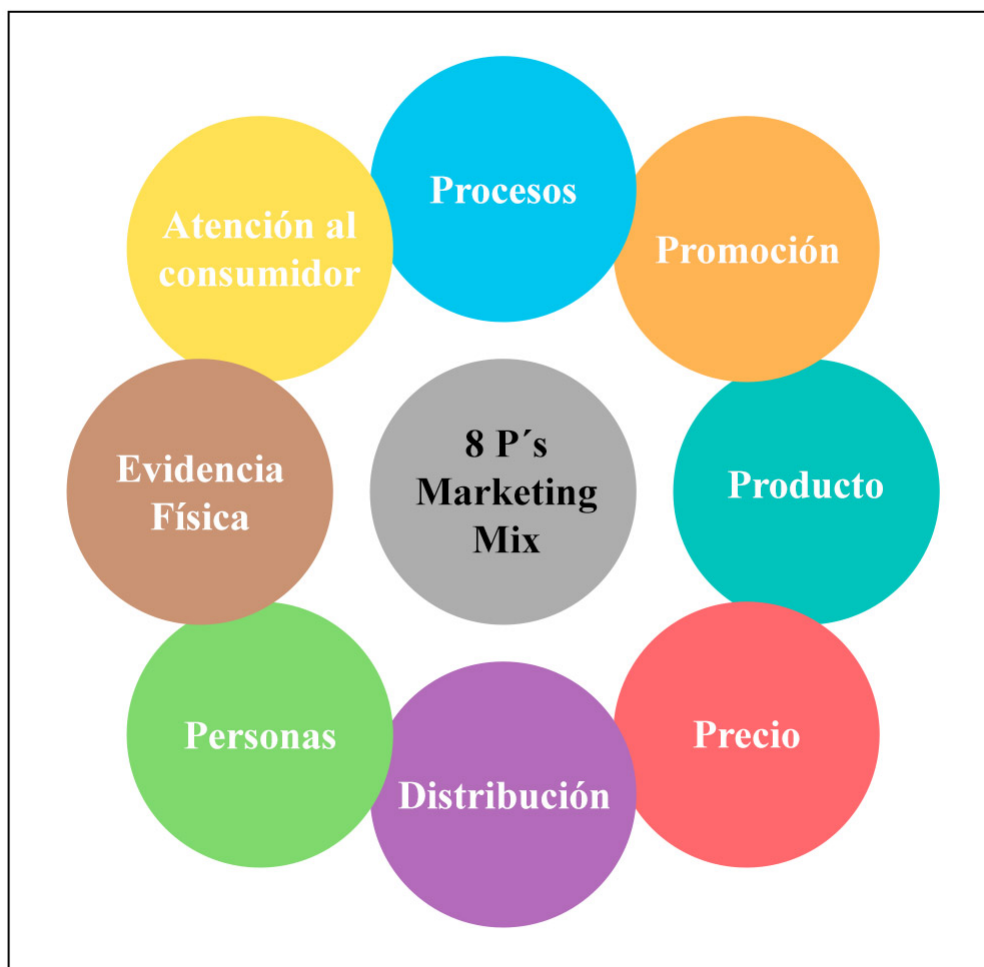 Procesos
Promoción
Producto
Precio
Distribución
Personas
Evidencia
Física
Atención al
consumidor
8 P´s
Marketing
Mix